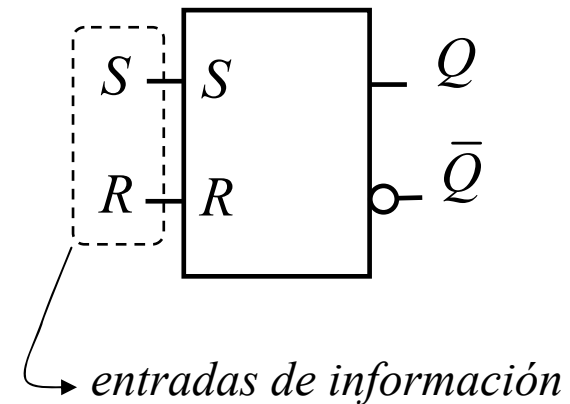 S S Q
R R Q̅
entradas de información